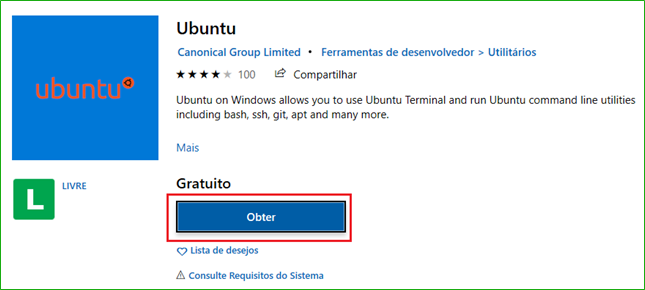 Ubuntu
Canonical Group Limited • Ferramentas de desenvolvedor > Utilitários
100 Compartilhar
Ubuntu on Windows allows you to use Ubuntu Terminal and run Ubuntu command line utilities
including bash, ssh, git, apt and many more.
Mais
ubuntu
L LIVRE
Gratuito
Obter
Lista de desejos
Consulte Requisitos do Sistema